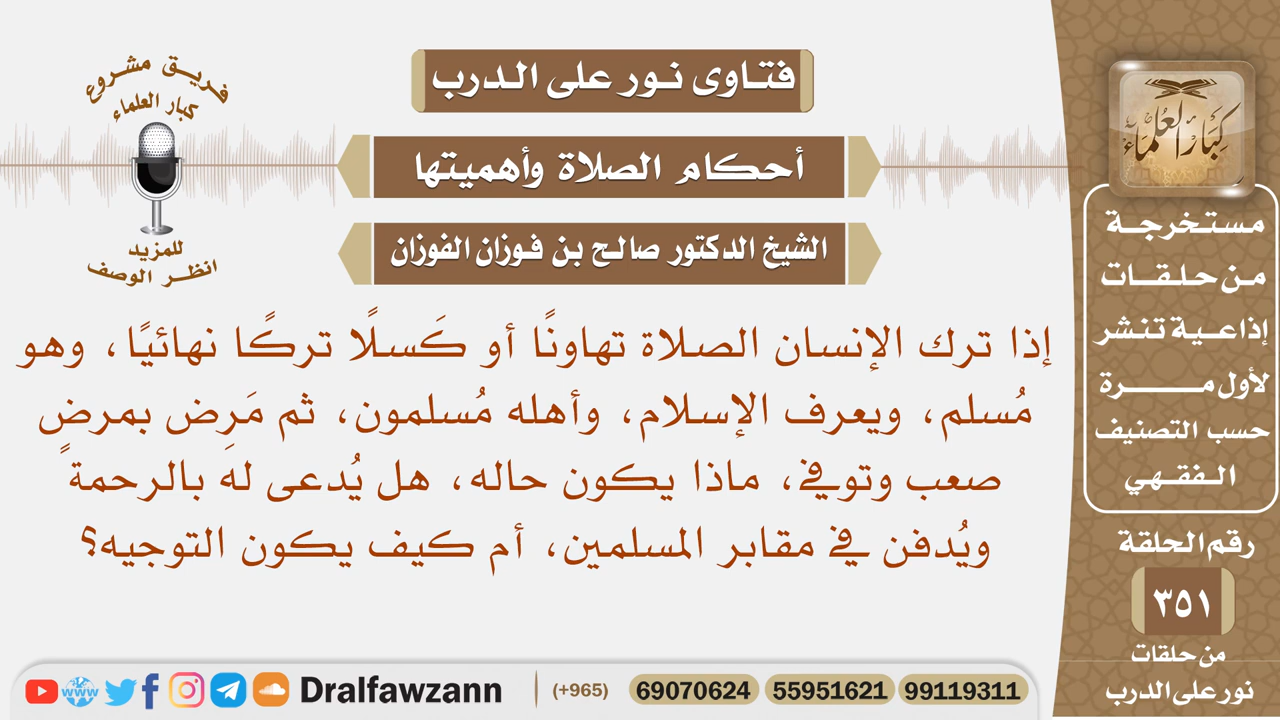 فتاوى نور على الدرب
أحكام الصلاة وأهميتها
الشيخ الدكتور صالح بن فوزان الفوزان
فريق مشروع
كبار العلماء
للمزيد
انظر الوصف
إذا ترك الإنسان الصلاة تهاونًا أو كَسلًا تركًا نهائيًا، وهو
مُسلم، ويعرف الإسلام، وأهله مُسلمون، ثم مَرِض بمرضٍ
صعب وتوفي، ماذا يكون حاله، هل يُدعى له بالرحمة
ويُدفن في مقابر المسلمين، أم كيف يكون التوجيه؟
كبار العلماء
مستخرجة
من حلقات
إذاعية تنشر
لأول مرة
حسب التصنيف
الفقهي
رقم الحلقة
٣٥١
من حلقات
نور على الدرب
Dralfawzann (+965) 69070624 55951621 99119311